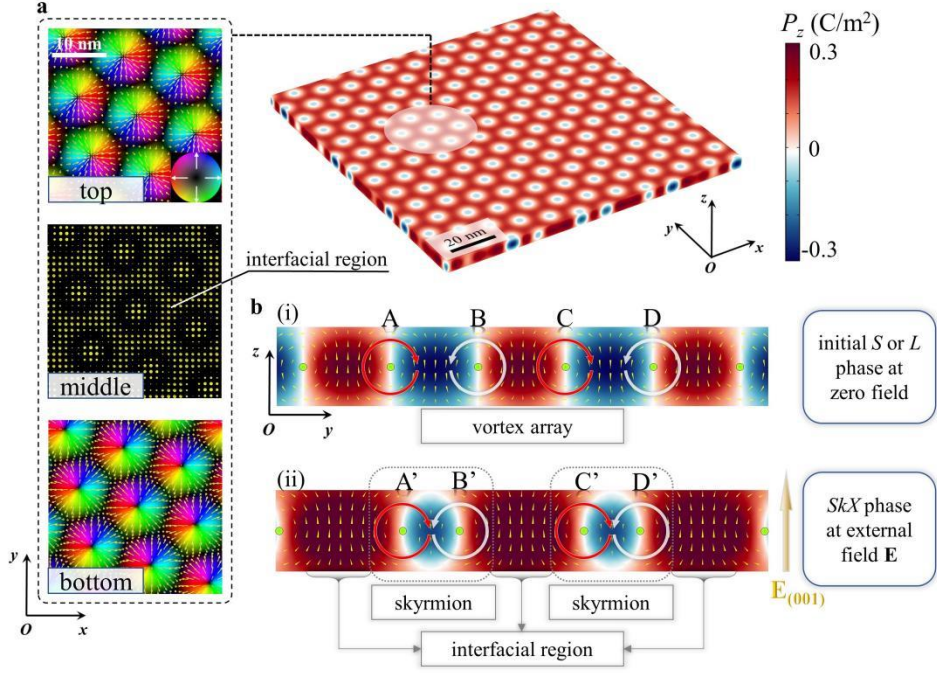 a
10 nm
top
middle
bottom
y
O
x
interfacial region
20 nm
z
y
x
O
P_z (C/m²)
0.3
0
-0.3
b
(i)
A
B
C
D
z
O
y
vortex array
initial S or L
phase at
zero field
(ii)
A’
B’
C’
D’
skyrmion
skyrmion
interfacial region
E(001)
SkX phase
at external
field E